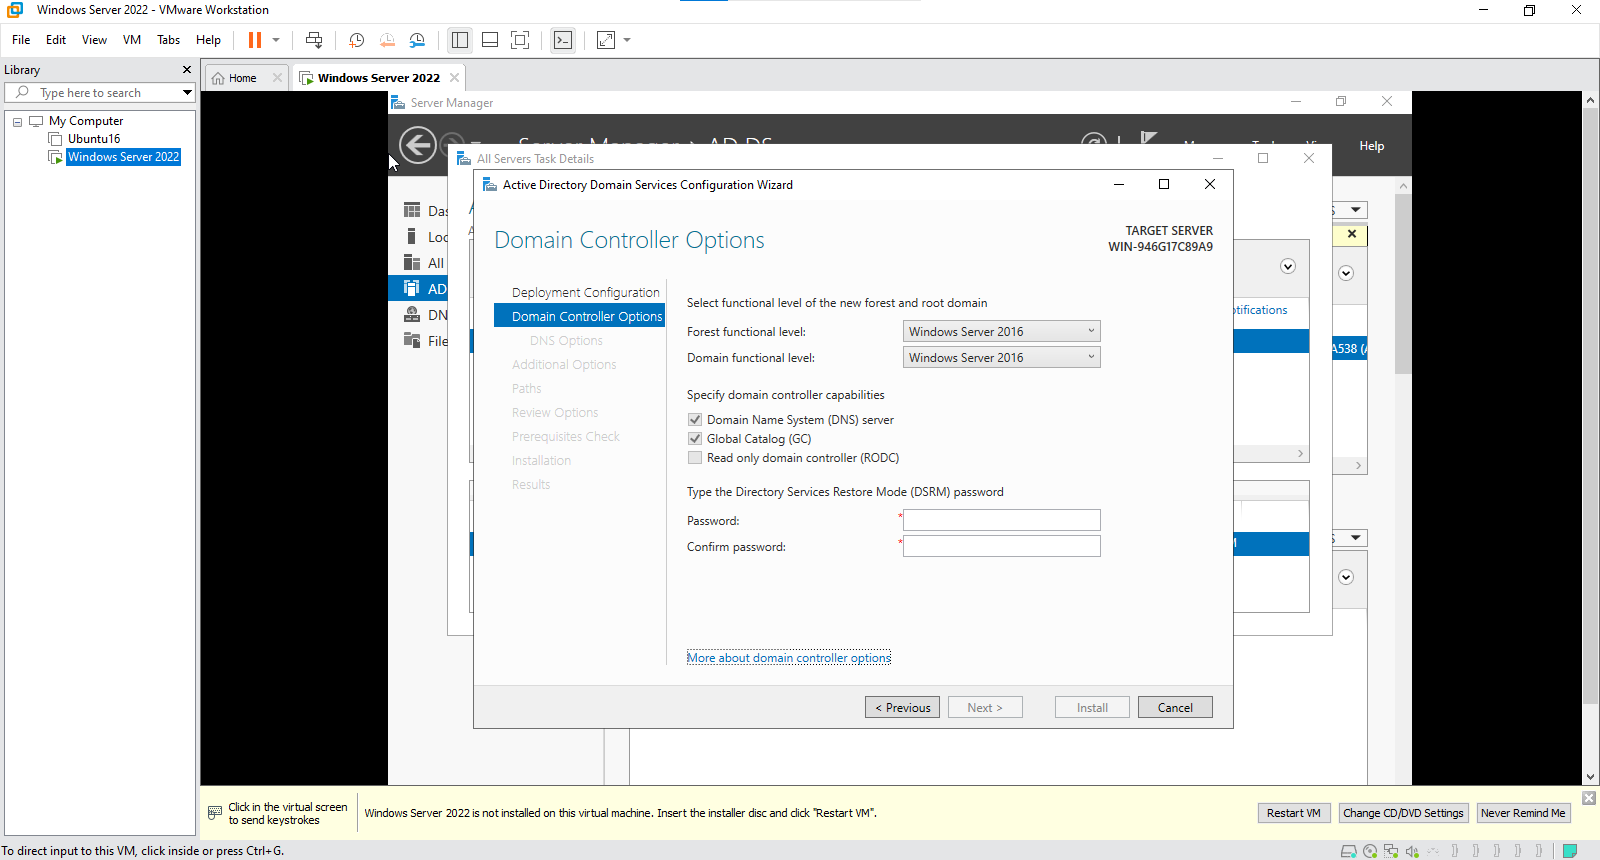 Windows Server 2022 - VMware Workstation
File Edit View VM Tabs Help
Library
Type here to search
My Computer
Ubuntu16
Windows Server 2022
Home
Windows Server 2022
Server Manager
Help
All Servers Task Details
Active Directory Domain Services Configuration Wizard
Domain Controller Options
TARGET SERVER
WIN-946G17C89A9
Deployment Configuration
Domain Controller Options
DNS Options
Additional Options
Paths
Review Options
Prerequisites Check
Installation
Results
Select functional level of the new forest and root domain
Forest functional level: Windows Server 2016
Domain functional level: Windows Server 2016
Specify domain controller capabilities
Domain Name System (DNS) server
Global Catalog (GC)
Read only domain controller (RODC)
Type the Directory Services Restore Mode (DSRM) password
Password: *
Confirm password: *
More about domain controller options
< Previous Next > Install Cancel
All
AD
Click in the virtual screen
to send keystrokes
Windows Server 2022 is not installed on this virtual machine. Insert the installer disc and click "Restart VM".
Restart VM Change CD/DVD Settings Never Remind Me
To direct input to this VM, click inside or press Ctrl+G.